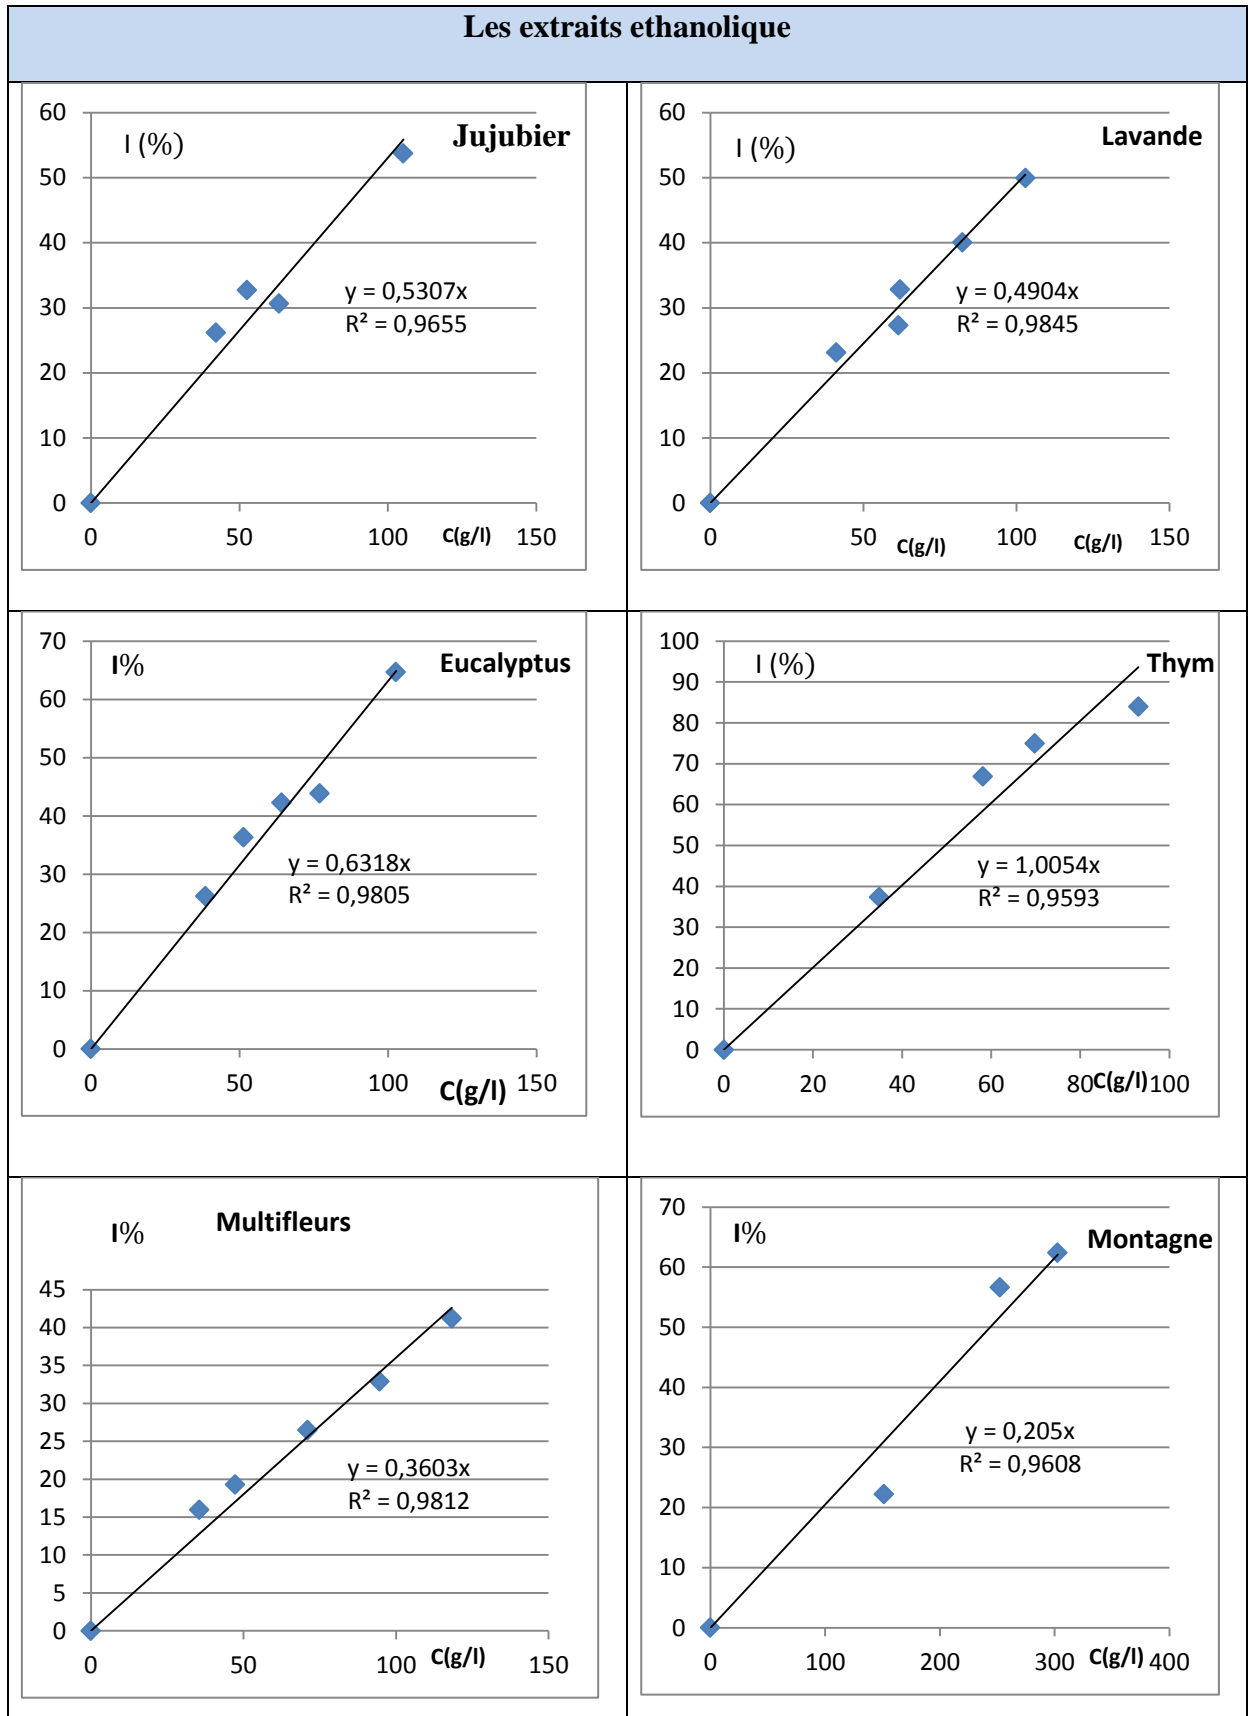 Les extraits ethanolique
60
50
40
30
20
10
0
I (%)
Jujubier
y = 0,5307x
R² = 0,9655
0 50 100 C(g/l) 150
60
50
40
30
20
10
0
I (%)
Lavande
y = 0,4904x
R² = 0,9845
0 50 C(g/l) 100 C(g/l) 150
70
60
50
40
30
20
10
0
I%
Eucalyptus
y = 0,6318x
R² = 0,9805
0 50 100 C(g/l) 150
100
90
80
70
60
50
40
30
20
10
0
I (%)
Thym
y = 1,0054x
R² = 0,9593
0 20 40 60 80 C(g/l) 100
I%
Multifleurs
45
40
35
30
25
20
15
10
5
0
y = 0,3603x
R² = 0,9812
0 50 100 C(g/l) 150
70
60
50
40
30
20
10
0
I%
Montagne
y = 0,205x
R² = 0,9608
0 100 200 300 C(g/l) 400